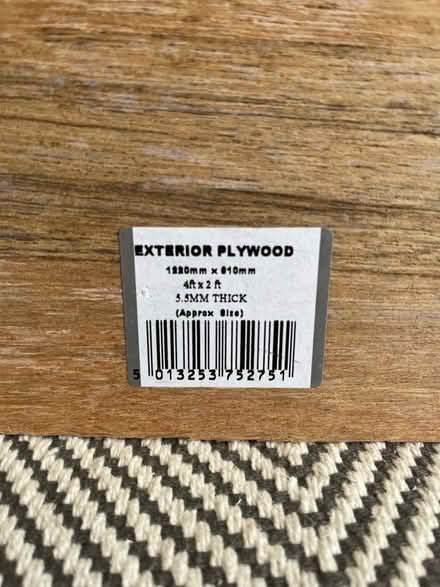 EXTERIOR PLYWOOD
1220mm x 610mm
4ft x 2 ft
5.5MM THICK
(Approx Size)
5 013253 752751